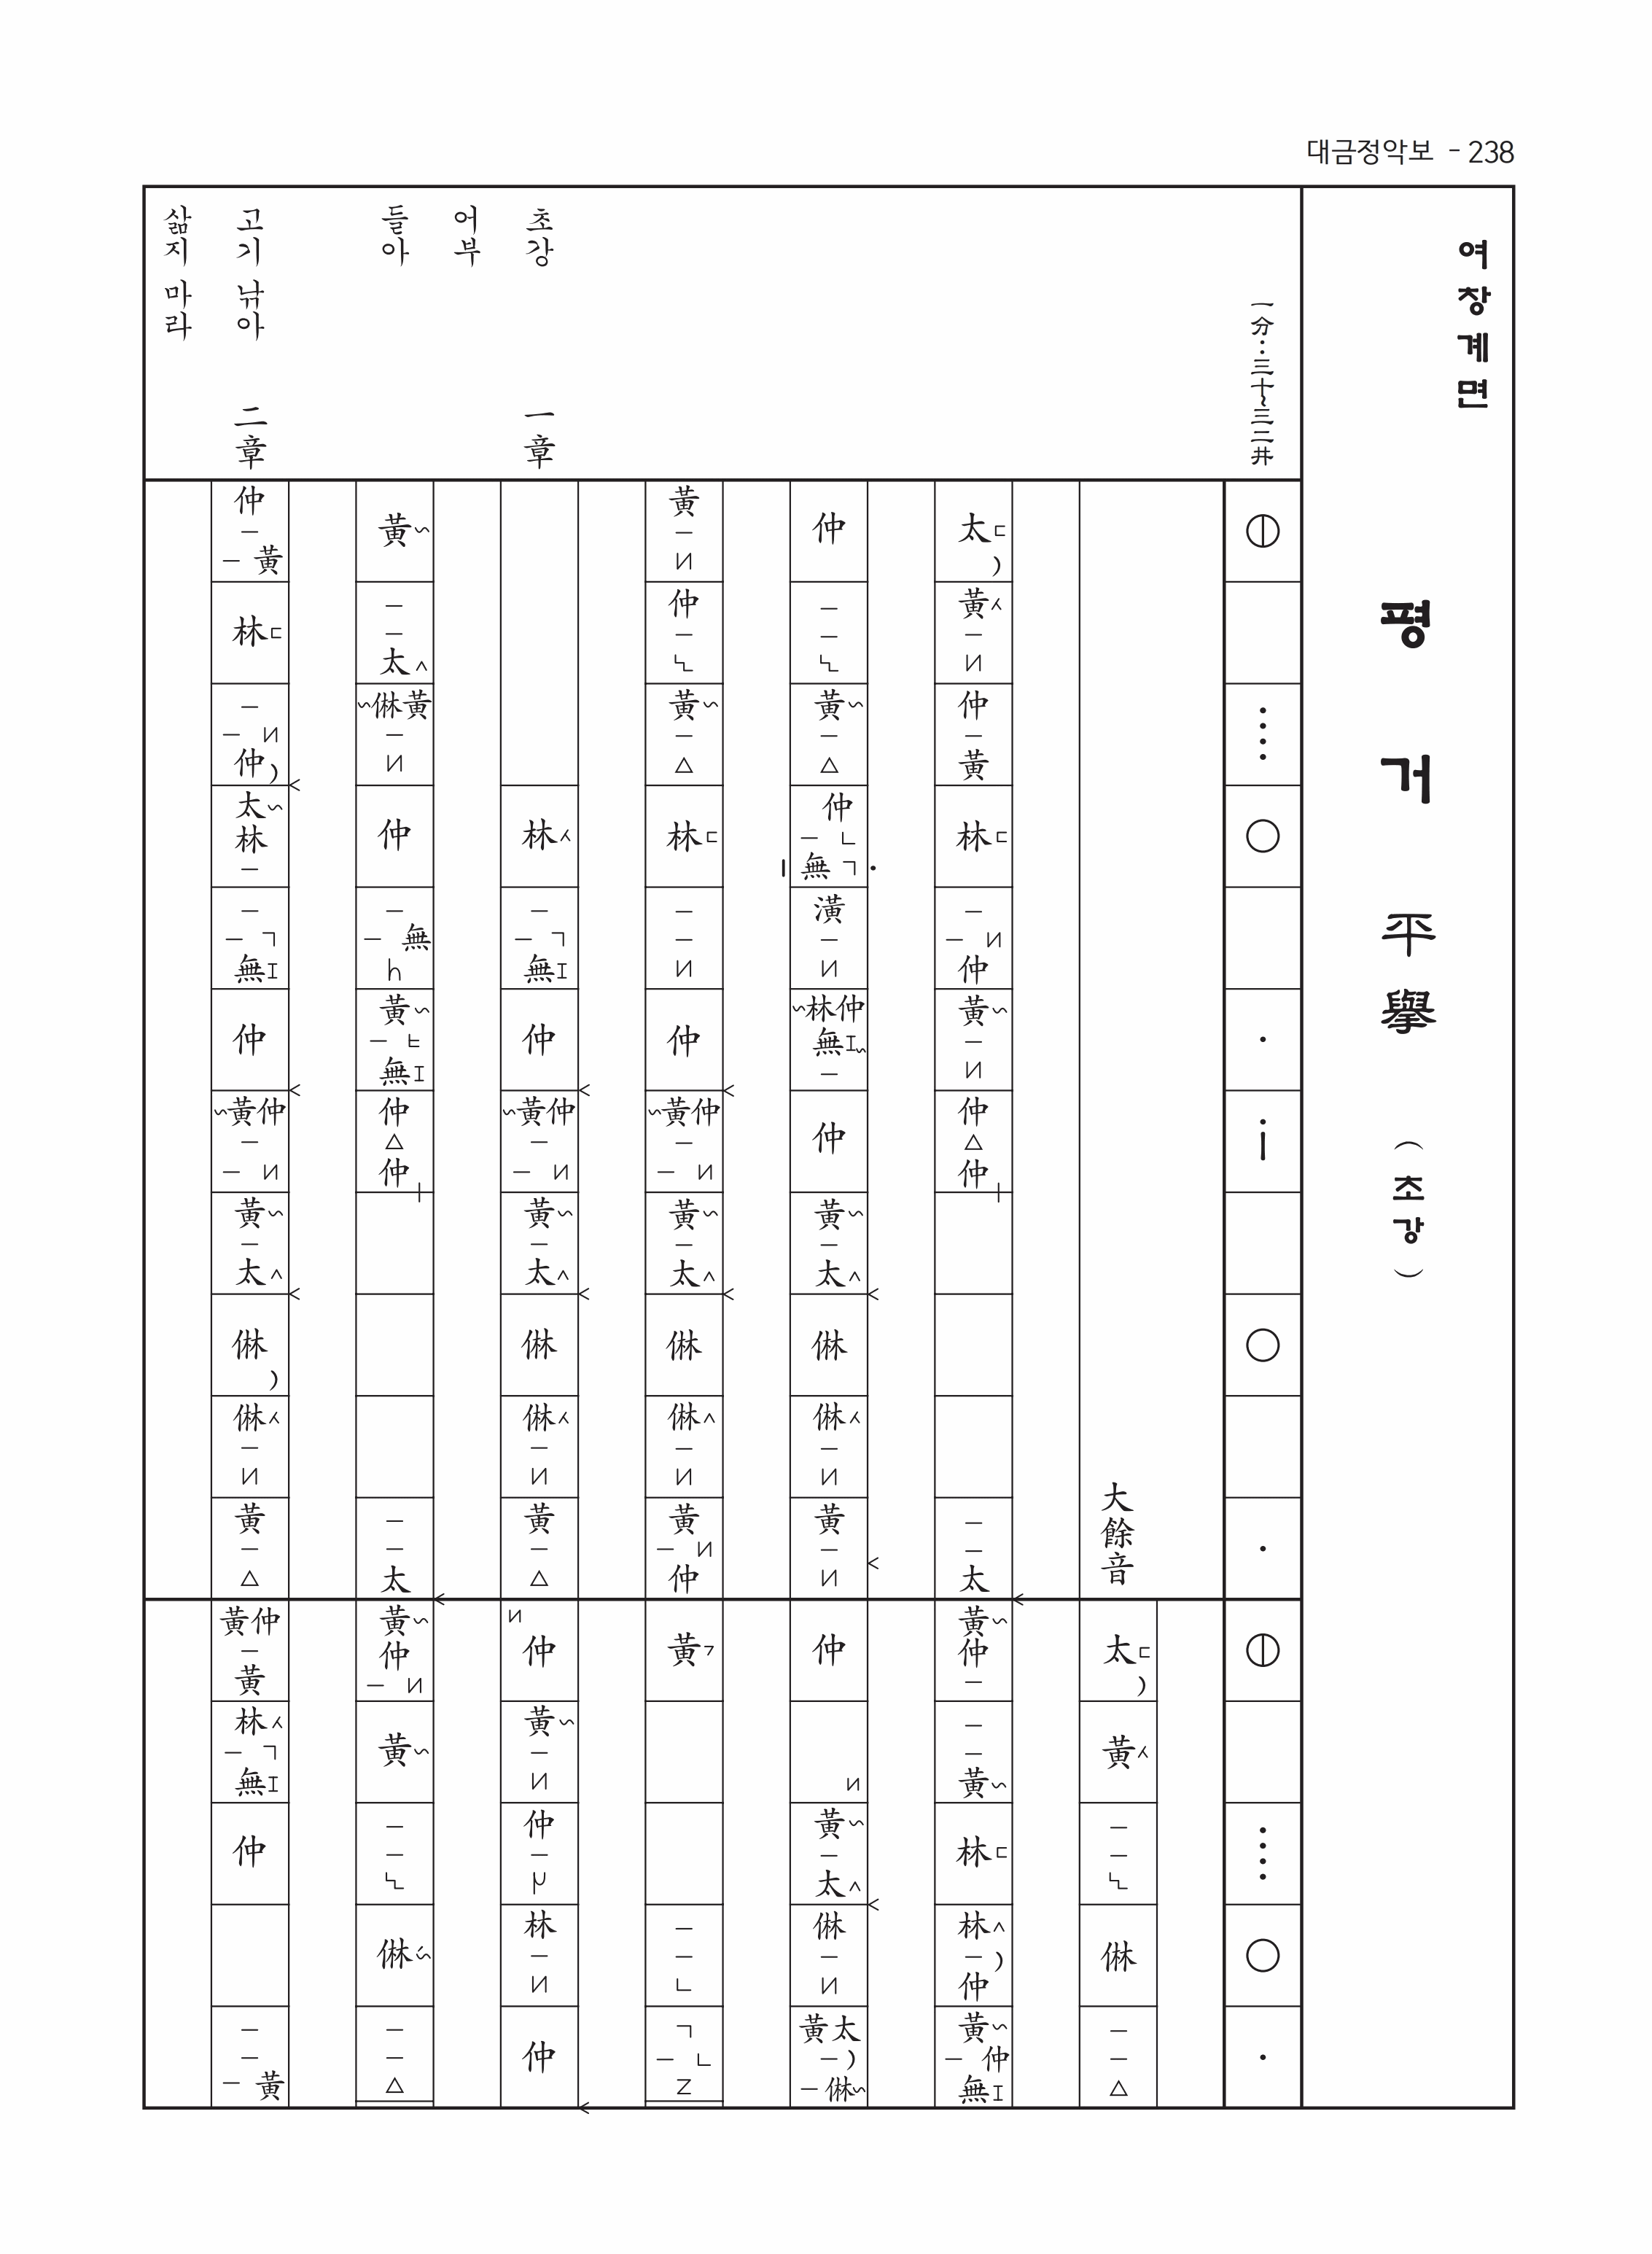 대금정악보 - 238
여창계면
평거 平擧 (초강)
一分‥三十~三二井
大餘音 太 黃 㑣
太 黃 仲 黃 林 仲 黃 仲 仲 太 黃 仲 黃 林 林 仲 黃 仲 無
仲 黃 仲 無 潢 林仲 無 仲 黃 太 㑣 㑣 黃 仲 黃 太 㑣 黃太 㑣
黃 仲 黃 林 仲 黃仲 黃 太 㑣 㑣 黃 仲 黃
초강 一章 林 無 仲 黃仲 黃 太 㑣 㑣 黃 仲 黃 仲 林 仲
어부
들아 黃 太 㑣黃 仲 無 黃 無 仲 仲 太 黃 仲 黃 㑣
고기 낚아 二章 仲 黃 林 仲 太 林 無 仲 黃仲 黃 太 㑣 㑣 黃 黃仲 黃 林 無 仲 黃
삶지 마라